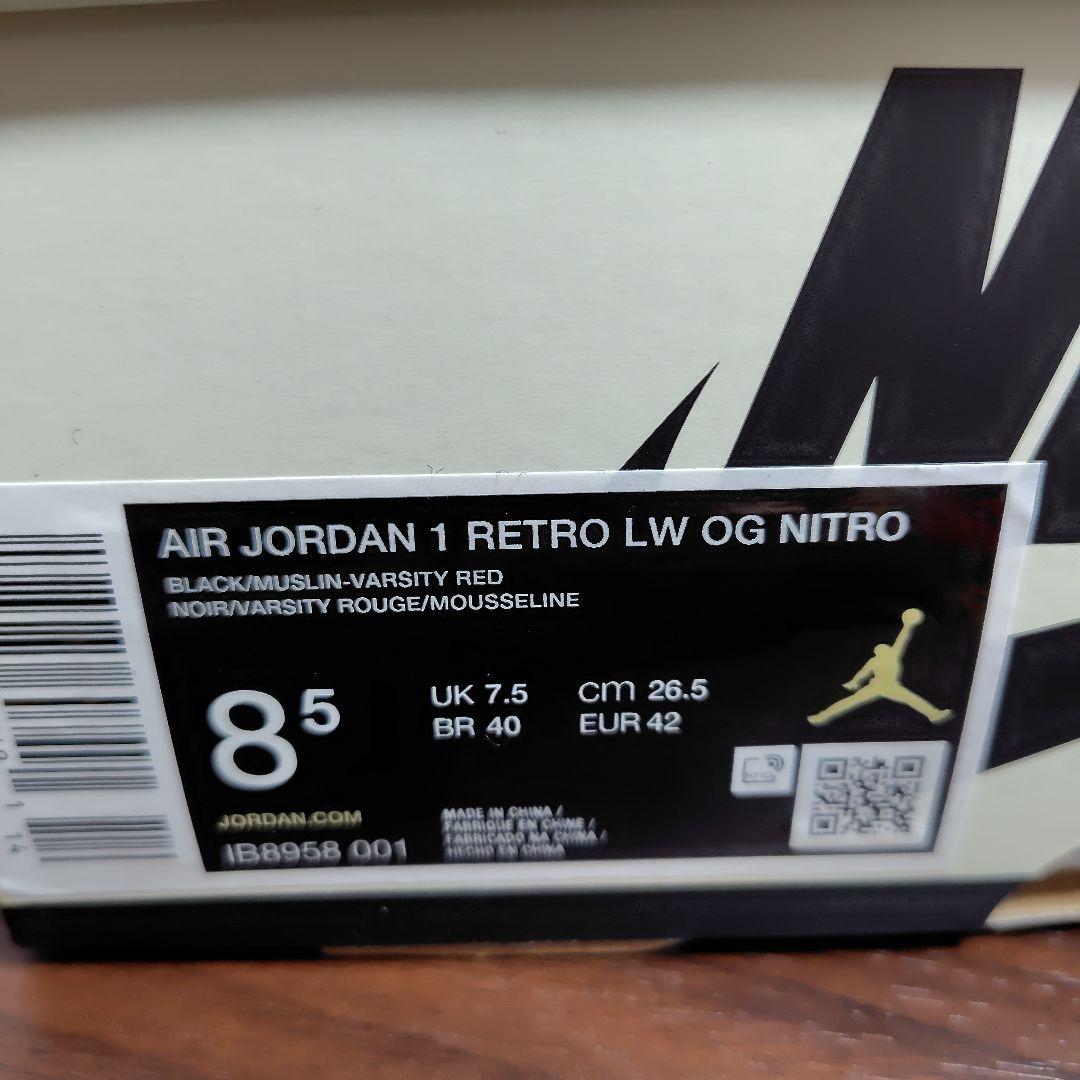 AIR JORDAN 1 RETRO LW OG NITRO
BLACK/MUSLIN-VARSITY RED
NOIR/VARSITY ROUGE/MOUSSELINE
8 5
UK 7.5 cm 26.5
BR 40 EUR 42
JORDAN.COM
IB8958 001
MADE IN CHINA /
FABRIQUE EN CHINE /
FABRICADO NA CHINA /
HECHO EN CHINA